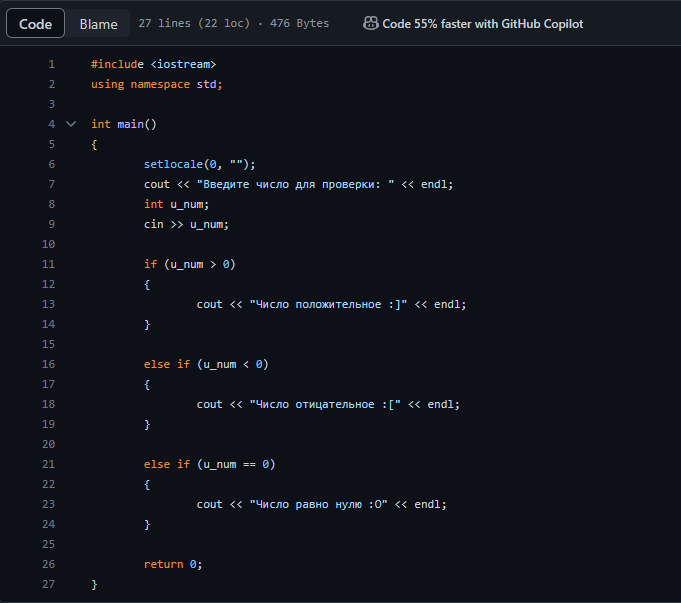 Code Blame 27 lines (22 loc) · 476 Bytes Code 55% faster with GitHub Copilot
1 #include <iostream>
2 using namespace std;
3
4 int main()
5 {
6 setlocale(0, "");
7 cout << "Введите число для проверки: " << endl;
8 int u_num;
9 cin >> u_num;
10
11 if (u_num > 0)
12 {
13 cout << "Число положительное :]" << endl;
14 }
15
16 else if (u_num < 0)
17 {
18 cout << "Число отицательное :[" << endl;
19 }
20
21 else if (u_num == 0)
22 {
23 cout << "Число равно нулю :О" << endl;
24 }
25
26 return 0;
27 }